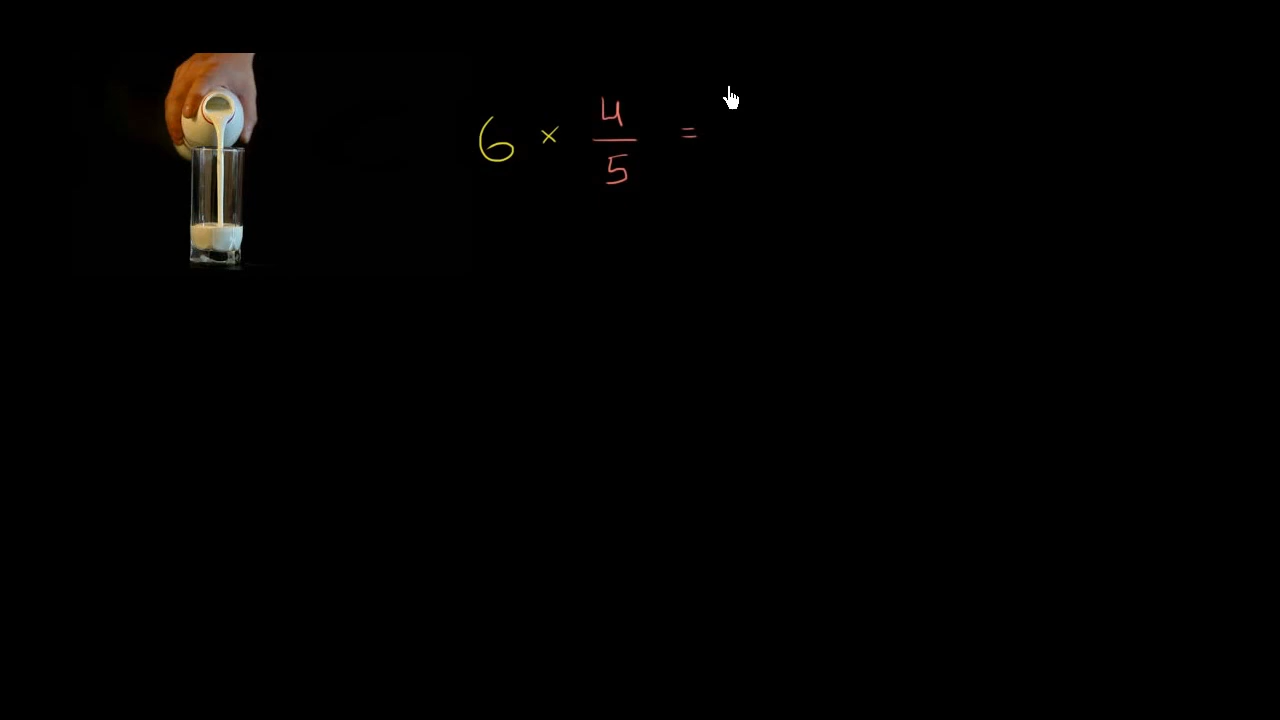 6 × 4/5 =